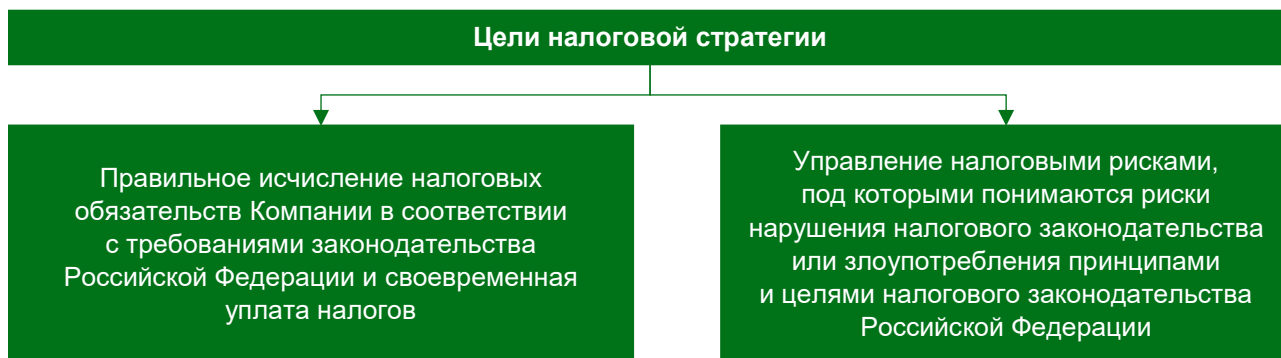 Цели налоговой стратегии
Правильное исчисление налоговых
обязательств Компании в соответствии
с требованиями законодательства
Российской Федерации и своевременная
уплата налогов
Управление налоговыми рисками,
под которыми понимаются риски
нарушения налогового законодательства
или злоупотребления принципами
и целями налогового законодательства
Российской Федерации